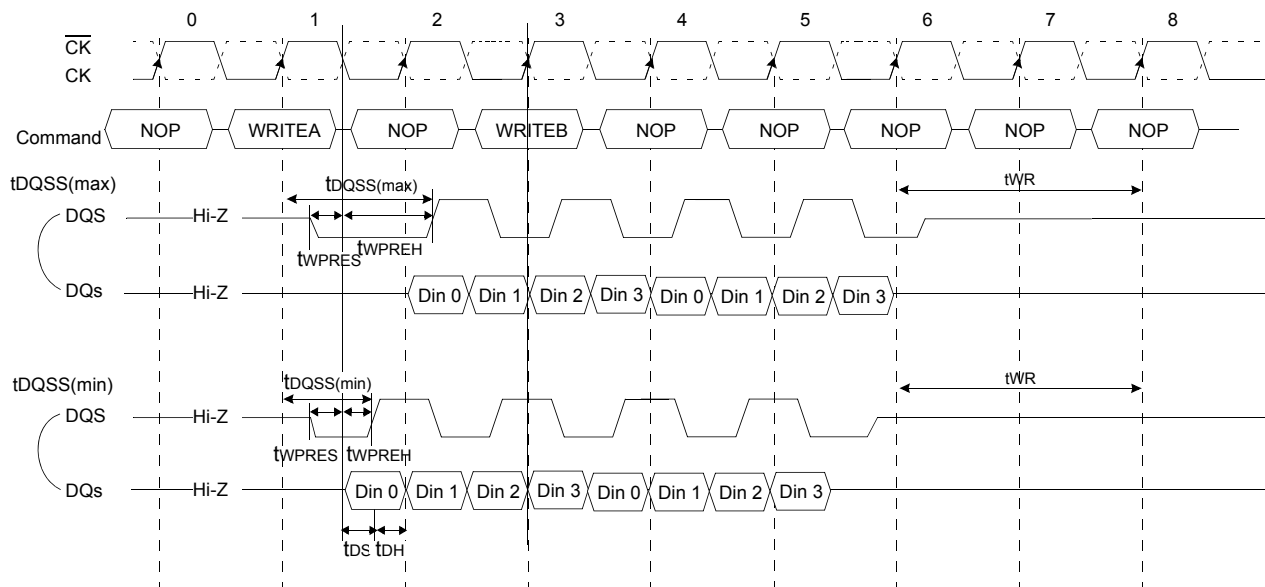 0 1 2 3 4 5 6 7 8
CK
CK
Command NOP WRITEA NOP WRITEB NOP NOP NOP NOP NOP
tDQSS(max) tDQSS(max) tWR
DQS Hi-Z
tWPRES tWPREH
DQs Hi-Z Din 0 Din 1 Din 2 Din 3 Din 0 Din 1 Din 2 Din 3
tDQSS(min) tDQSS(min) tWR
DQS Hi-Z
tWPRES tWPREH
DQs Hi-Z Din 0 Din 1 Din 2 Din 3 Din 0 Din 1 Din 2 Din 3
tDS tDH